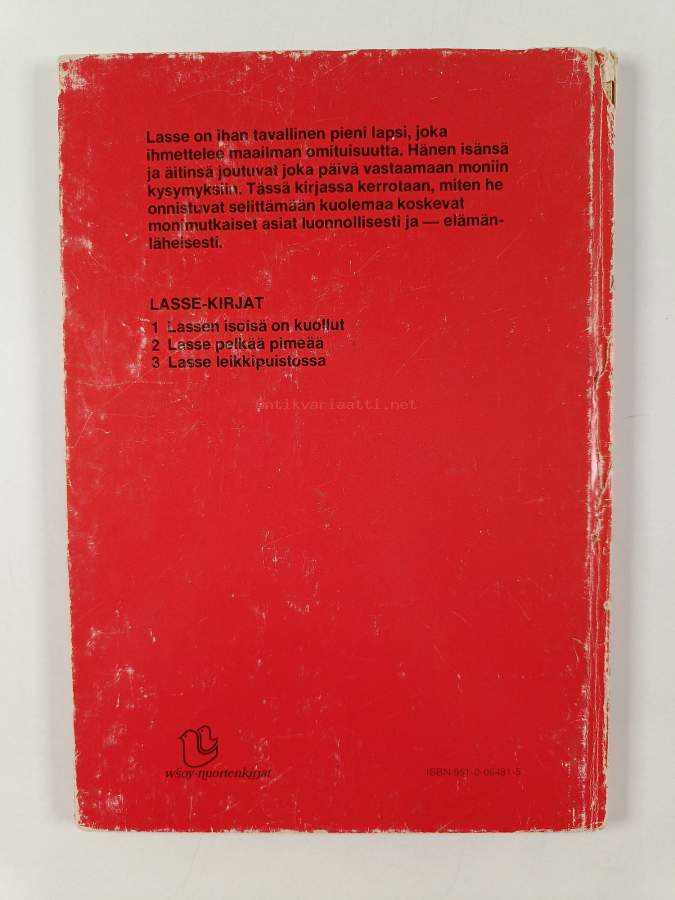 Lasse on ihan tavallinen pieni lapsi, joka
ihmettelee maailman omituisuutta. Hänen isänsä
ja äitinsä joutuvat joka päivä vastaamaan moniin
kysymyksiin. Tässä kirjassa kerrotaan, miten he
onnistuvat selittämään kuolemaa koskevat
monimutkaiset asiat luonnollisesti ja — elämän-
läheisesti.
LASSE-KIRJAT
1 Lassen isoisä on kuollut
2 Lasse pelkää pimeää
3 Lasse leikkipuistossa
antikvariaatti.net
wsoy-nuortenkirjat
ISBN 951-0-06481-5